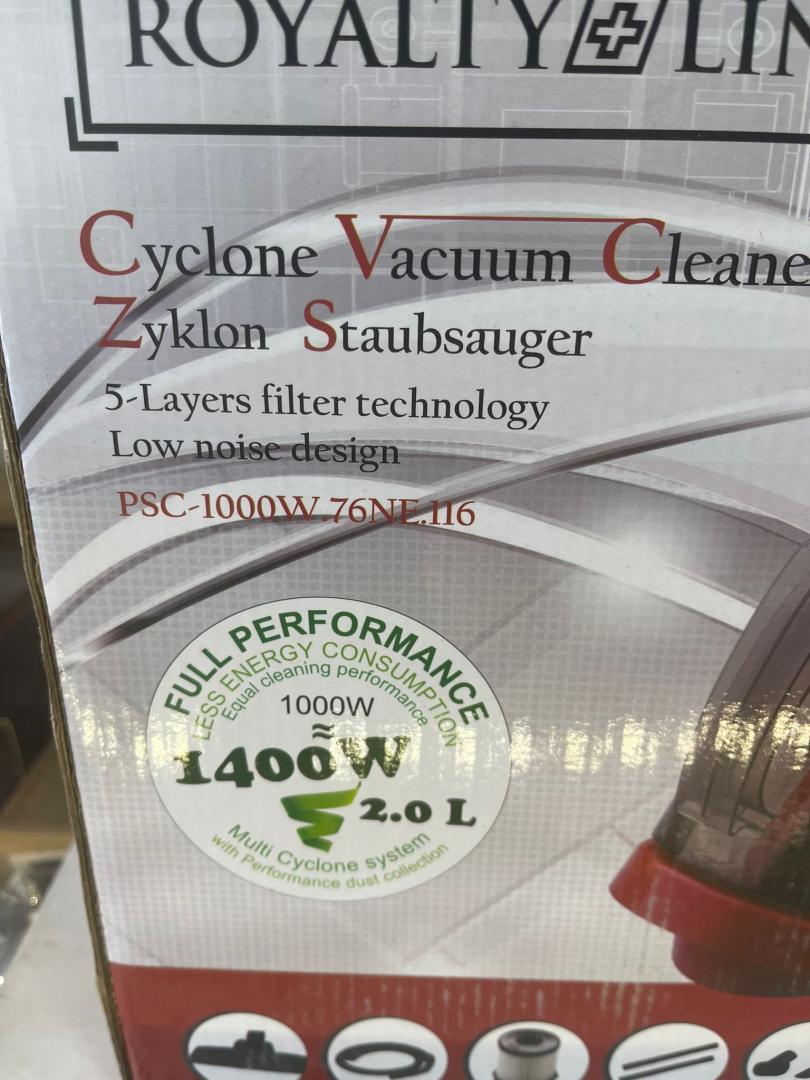 ROYALTY LIN
Cyclone Vacuum Cleane
Zyklon Staubsauger
5-Layers filter technology
Low noise design
PSC-1000W.76NE.116
FULL PERFORMANCE
LESS ENERGY CONSUMPTION
Equal cleaning performance
1000W
≈
1400W
2.0 L
Multi Cyclone system
with Performance dust collection